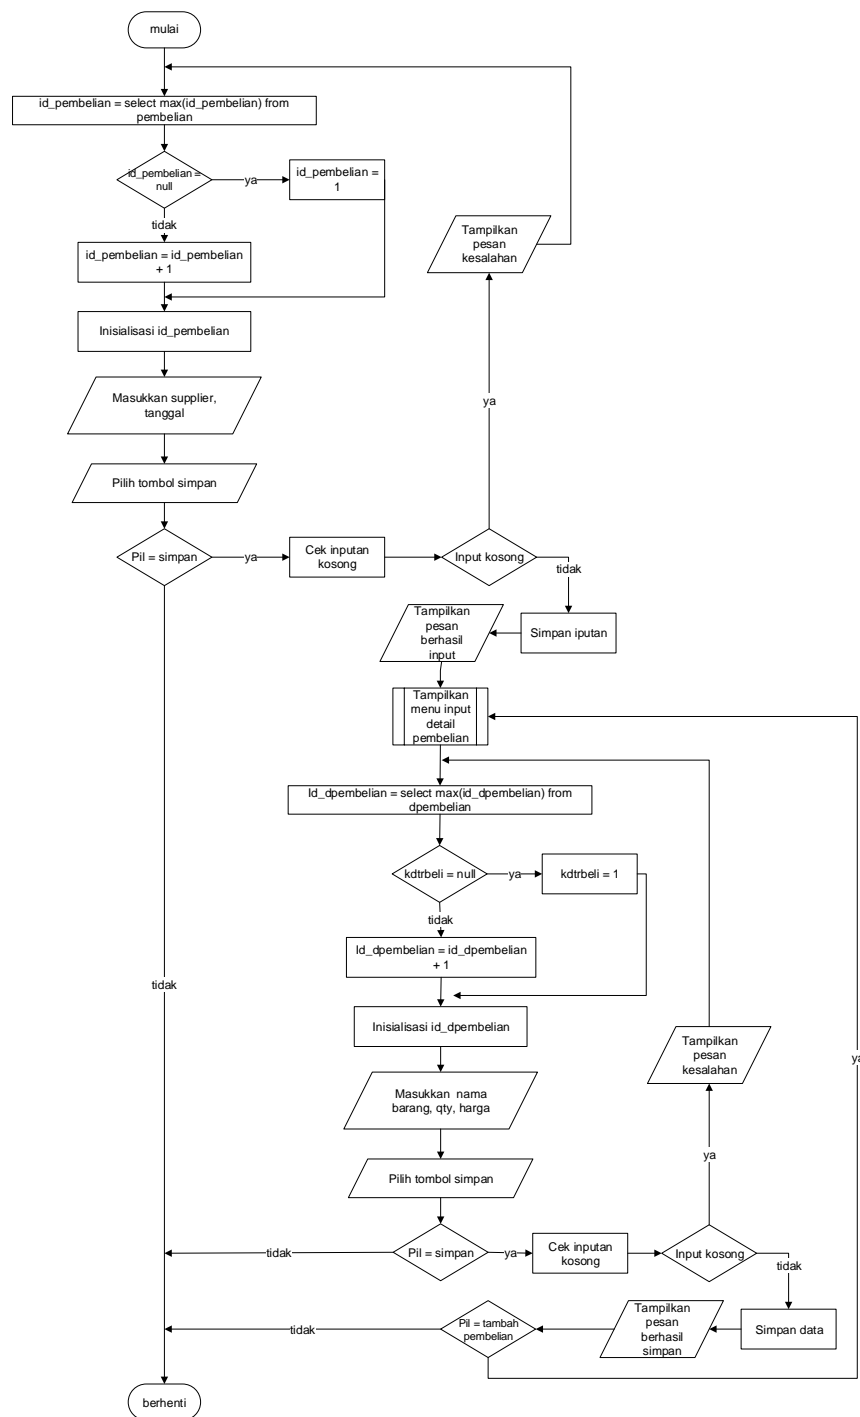 mulai
id_pembelian = select max(id_pembelian) from
pembelian
id_pembelian =
null
ya
id_pembelian =
1
tidak
id_pembelian = id_pembelian
+ 1
Tampilkan
pesan
kesalahan
Inisialisasi id_pembelian
Masukkan supplier,
tanggal
ya
Pilih tombol simpan
Pil = simpan
ya
Cek inputan
kosong
Input kosong
tidak
Tampilkan
pesan
berhasil
input
Simpan iputan
Tampilkan
menu input
detail
pembelian
Id_dpembelian = select max(id_dpembelian) from
dpembelian
kdtrbeli = null
ya
kdtrbeli = 1
tidak
Id_dpembelian = id_dpembelian
+ 1
tidak
Inisialisasi id_dpembelian
Tampilkan
pesan
kesalahan
ya
Masukkan nama
barang, qty, harga
ya
Pilih tombol simpan
tidak
Pil = simpan
ya
Cek inputan
kosong
Input kosong
tidak
tidak
Pil = tambah
pembelian
Tampilkan
pesan
berhasil
simpan
Simpan data
berhenti